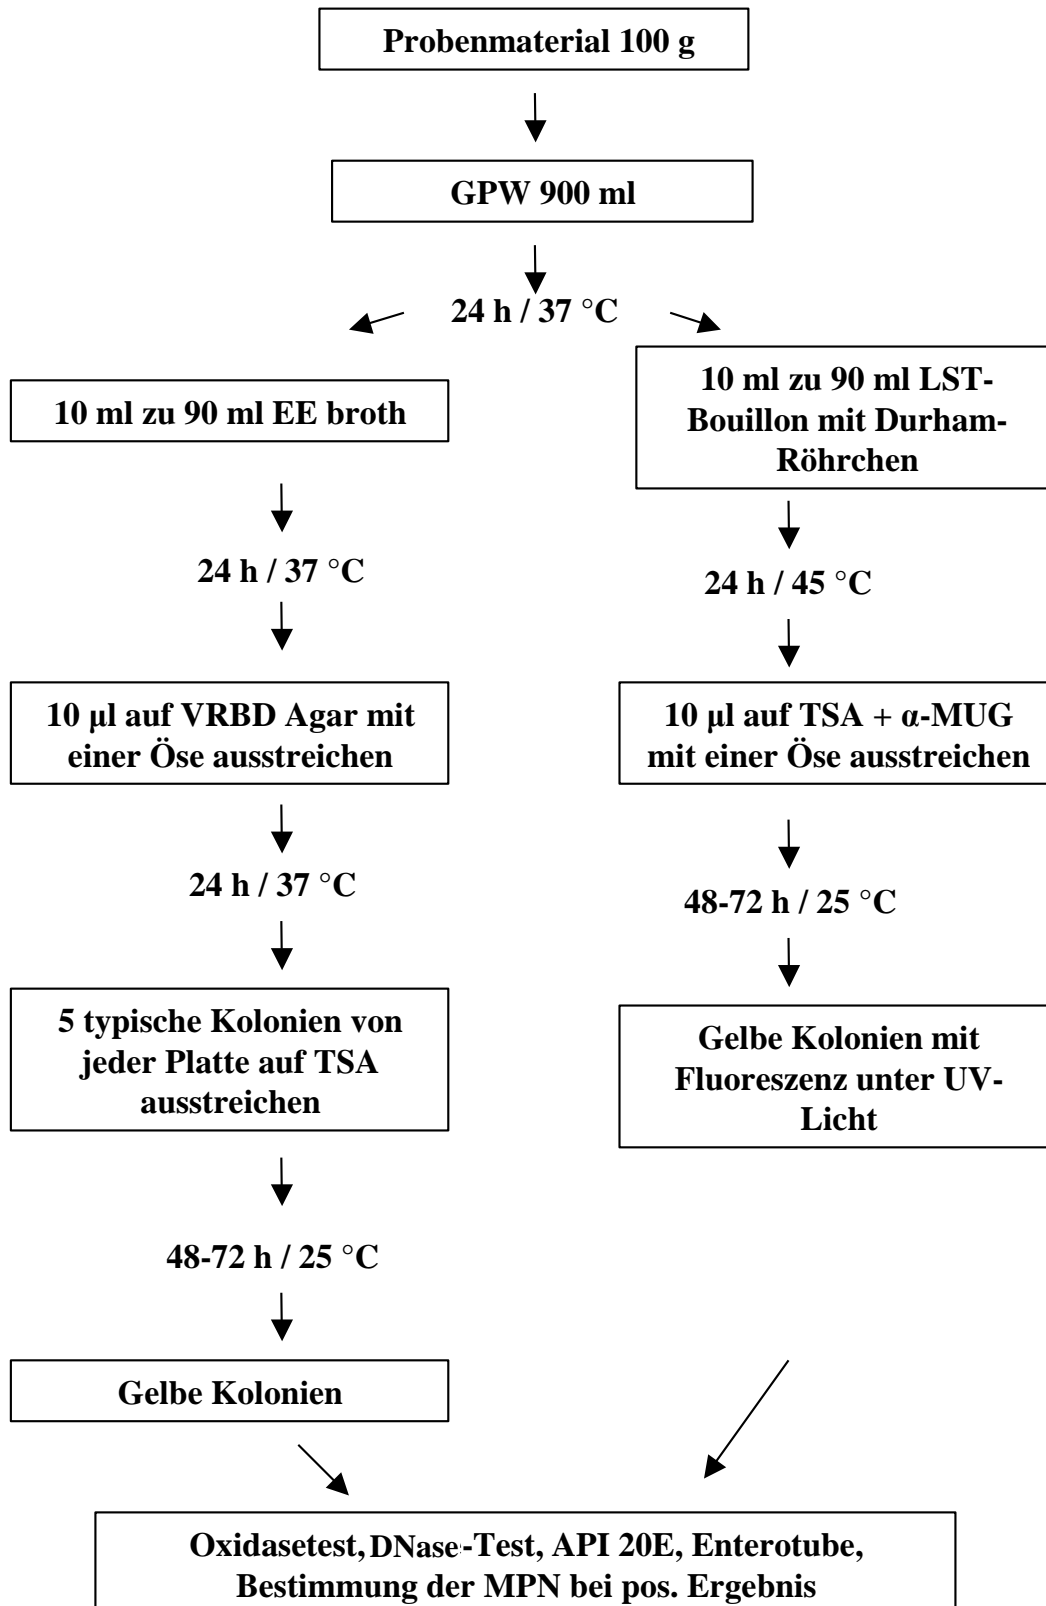 Probenmaterial 100 g
GPW 900 ml
24 h / 37 °C
10 ml zu 90 ml EE broth
24 h / 37 °C
10 µl auf VRBD Agar mit
einer Öse ausstreichen
24 h / 37 °C
5 typische Kolonien von
jeder Platte auf TSA
ausstreichen
48-72 h / 25 °C
Gelbe Kolonien
10 ml zu 90 ml LST-
Bouillon mit Durham-
Röhrchen
24 h / 45 °C
10 µl auf TSA + α-MUG
mit einer Öse ausstreichen
48-72 h / 25 °C
Gelbe Kolonien mit
Fluoreszenz unter UV-
Licht
Oxidasetest, DNase-Test, API 20E, Enterotube,
Bestimmung der MPN bei pos. Ergebnis